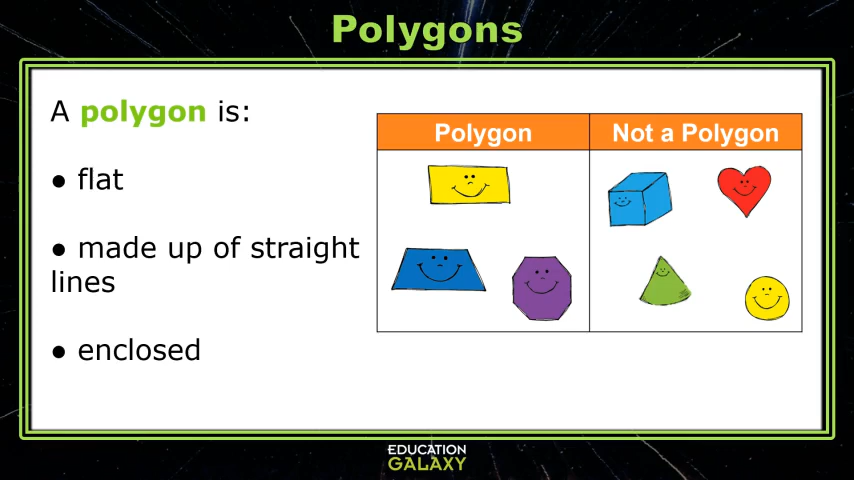 Polygons
A polygon is:
● flat
● made up of straight
lines
● enclosed
Polygon
Not a Polygon
EDUCATION
GALAXY